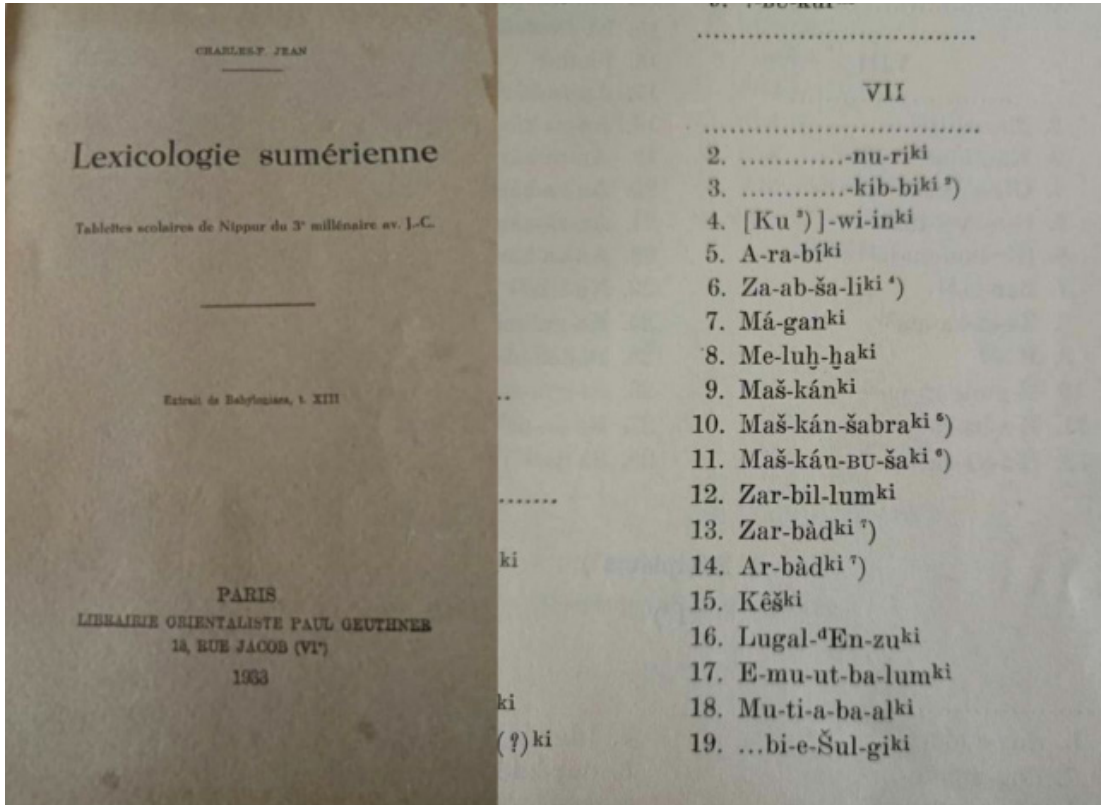 CHARLES-F. JEAN
Lexicologie sumérienne
Tablettes scolaires de Nippur du 3e millénaire av. J.-C.
Extrait de Babyloniaca, t. XIII
PARIS
LIBRAIRIE ORIENTALISTE PAUL GEUTHNER
13, RUE JACOB (VIe)
1933
ki
ki
(?)ki
VII
2. ............-nu-riki
3. ............-kib-biki ²)
4. [Ku ³)]-wi-inki
5. A-ra-bíki
6. Za-ab-ša-liki ⁴)
7. Má-ganki
8. Me-luḫ-ḫaki
9. Maš-kánki
10. Maš-kán-šabraki ⁵)
11. Maš-kán-BU-šaki ⁶)
12. Zar-bil-lumki
13. Zar-bàdki ⁷)
14. Ar-bàdki ⁷)
15. Kêški
16. Lugal-dEn-zuki
17. E-mu-ut-ba-lumki
18. Mu-ti-a-ba-alki
19. ...bi-e-Šul-giki